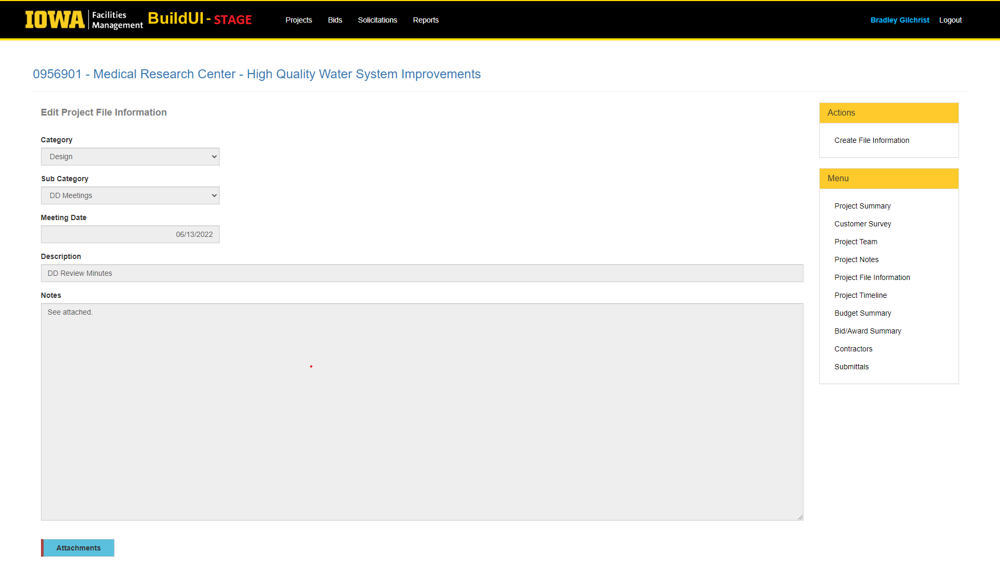 IOWA Facilities Management BuildUI - STAGE Projects Bids Solicitations Reports Bradley Gilchrist Logout
0956901 - Medical Research Center - High Quality Water System Improvements
Edit Project File Information
Category
Design
Sub Category
DD Meetings
Meeting Date
06/13/2022
Description
DD Review Minutes
Notes
See attached.
Attachments
Actions
Create File Information
Menu
Project Summary
Customer Survey
Project Team
Project Notes
Project File Information
Project Timeline
Budget Summary
Bid/Award Summary
Contractors
Submittals